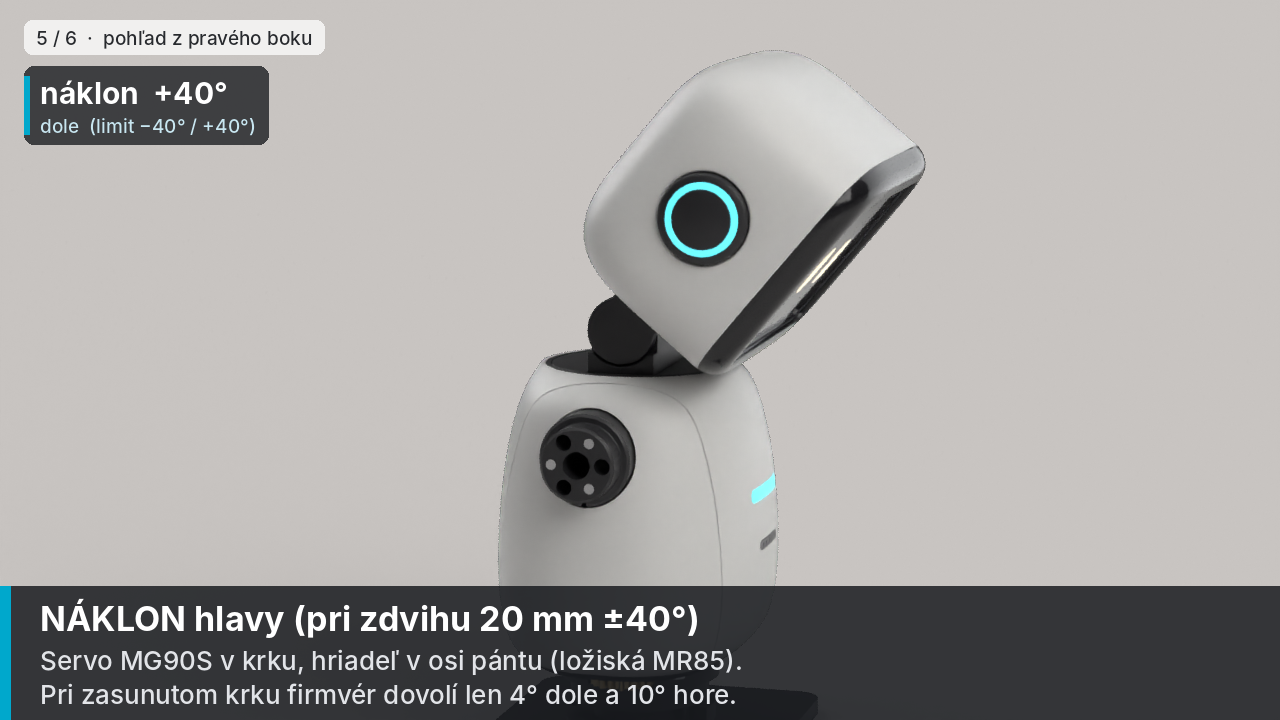 5 / 6 · pohľad z pravého boku
náklon +40°
dole (limit −40° / +40°)
NÁKLON hlavy (pri zdvihu 20 mm ±40°)
Servo MG90S v krku, hriadeľ v osi pántu (ložiská MR85).
Pri zasunutom krku firmvér dovolí len 4° dole a 10° hore.